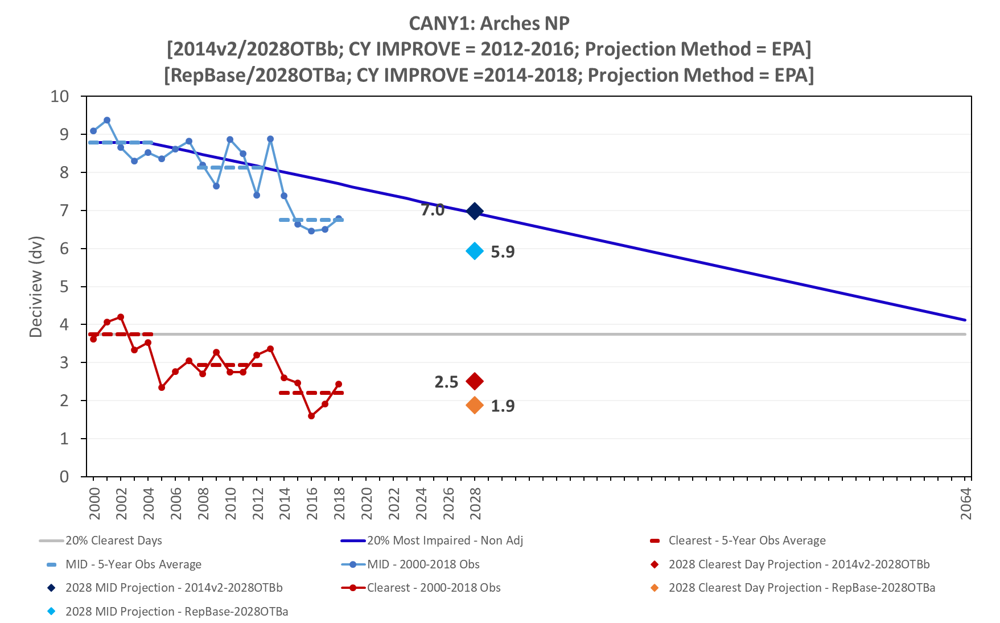 CANY1: Arches NP
[2014v2/2028OTBb; CY IMPROVE = 2012-2016; Projection Method = EPA]
[RepBase/2028OTBa; CY IMPROVE =2014-2018; Projection Method = EPA]
10
9
8
7
6
5
4
3
2
1
0
Deciview (dv)
7.0
5.9
2.5
1.9
2000
2002
2004
2006
2008
2010
2012
2014
2016
2018
2020
2022
2024
2026
2028
2064
20% Clearest Days
20% Most Impaired - Non Adj
Clearest - 5-Year Obs Average
MID - 5-Year Obs Average
MID - 2000-2018 Obs
2028 Clearest Day Projection - 2014v2-2028OTBb
2028 MID Projection - 2014v2-2028OTBb
Clearest - 2000-2018 Obs
2028 Clearest Day Projection - RepBase-2028OTBa
2028 MID Projection - RepBase-2028OTBa